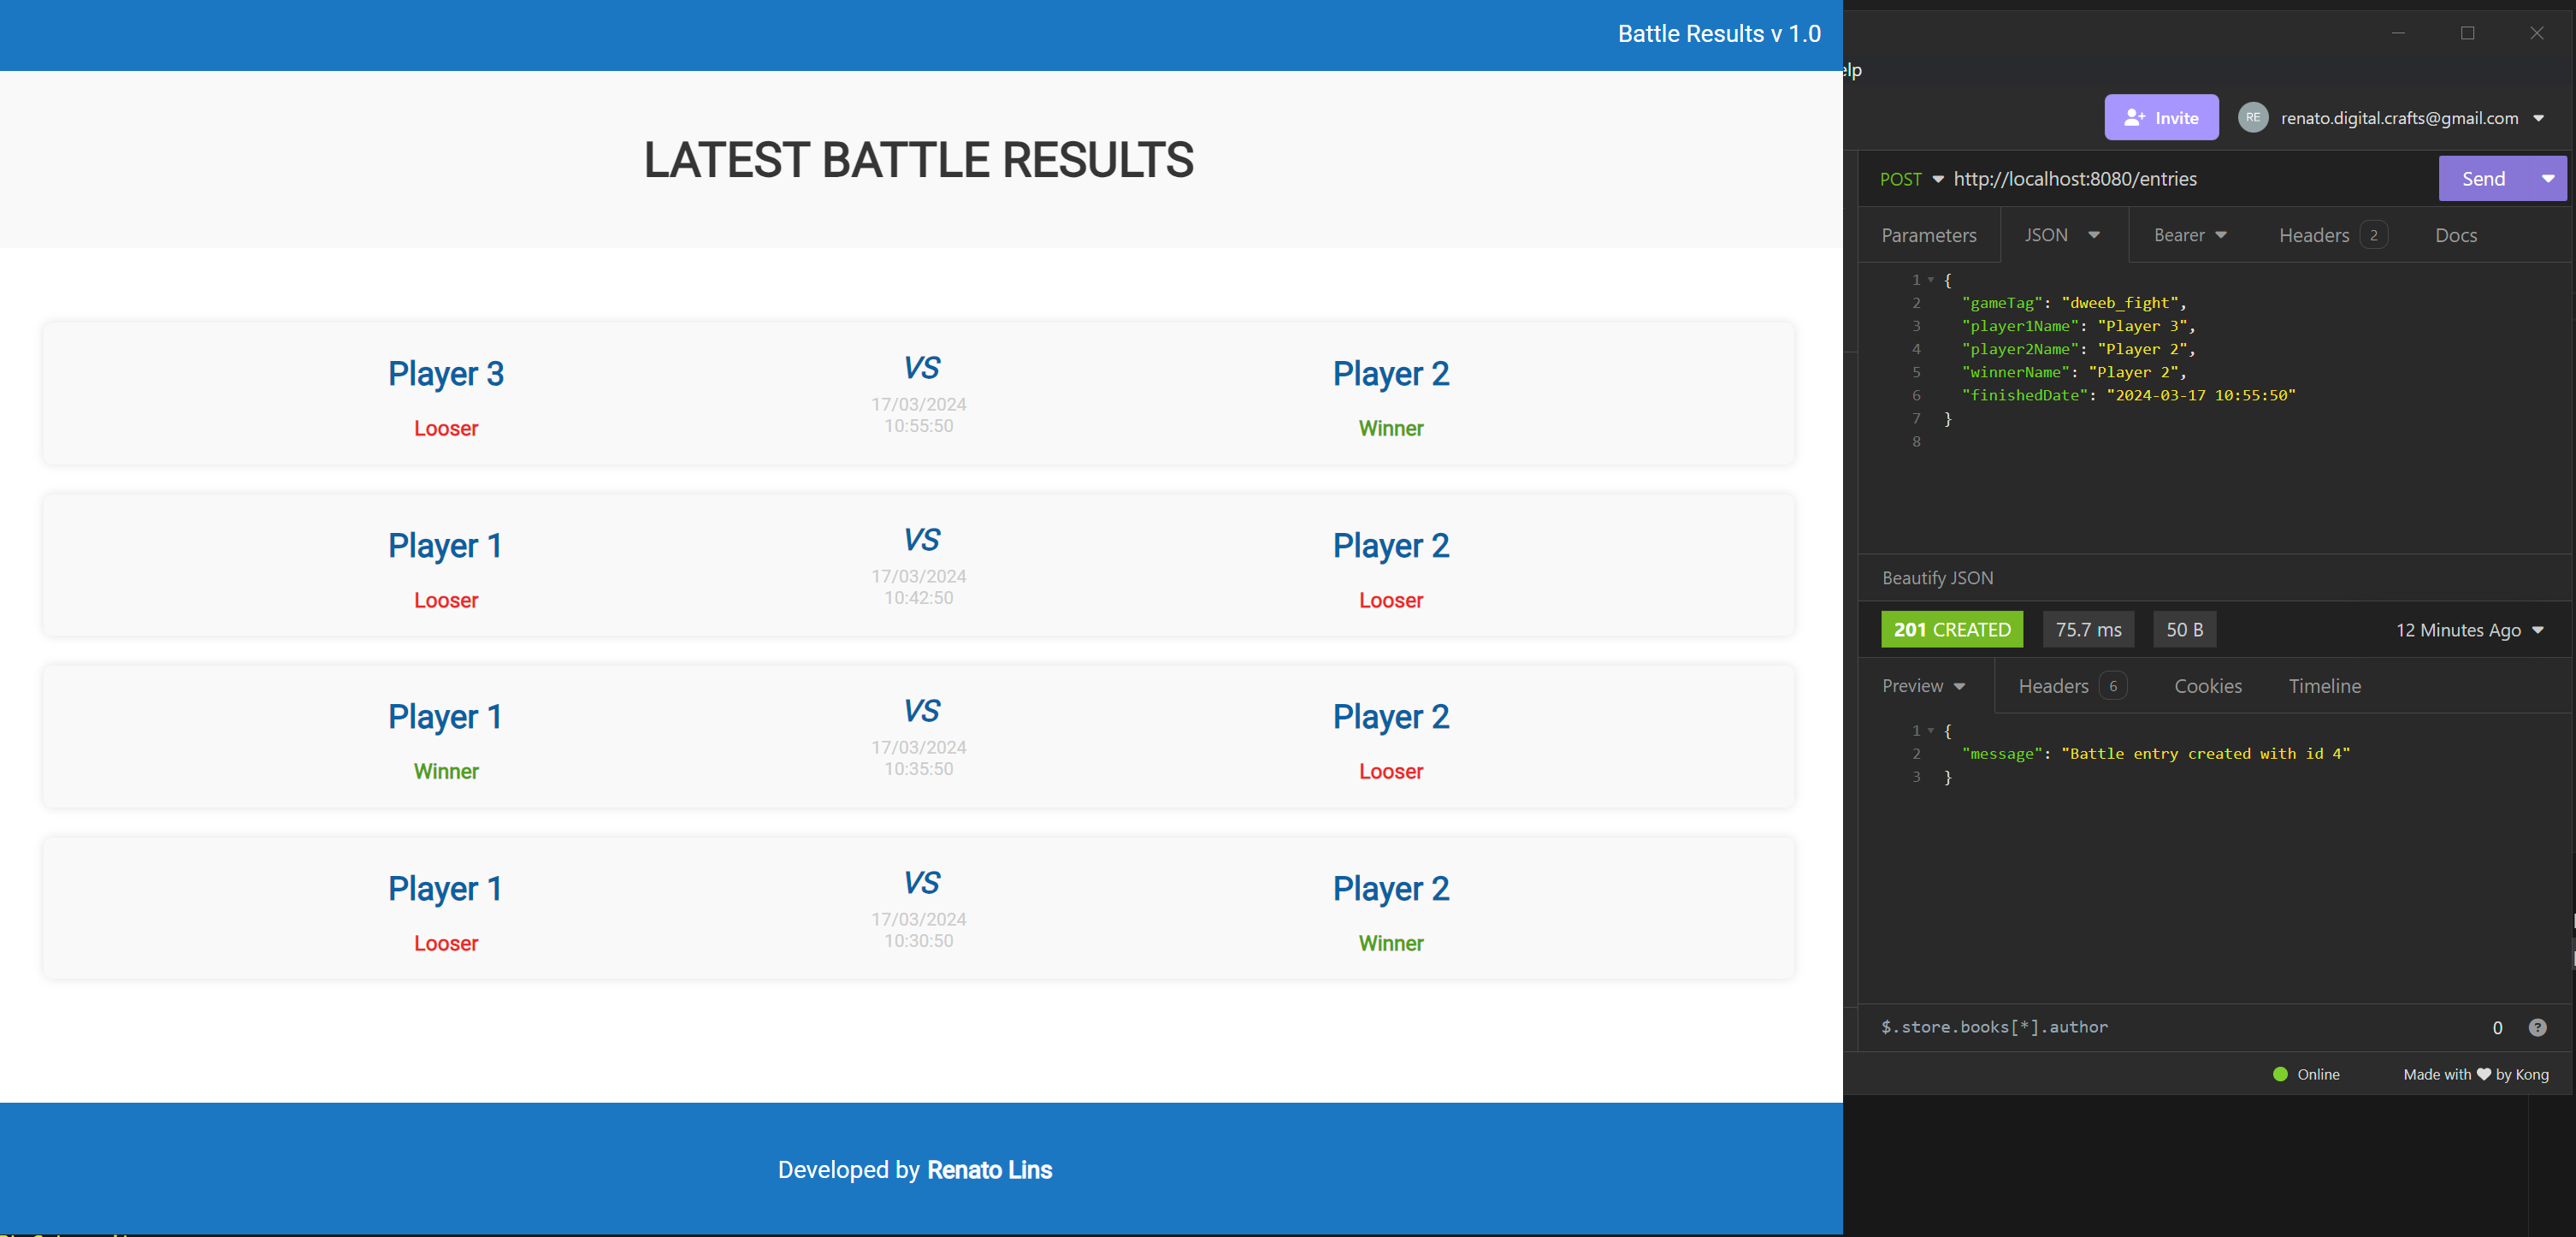 Battle Results v 1.0
LATEST BATTLE RESULTS
Player 3
VS
Player 2
17/03/2024
10:55:50
Looser
Winner
Player 1
VS
Player 2
17/03/2024
10:42:50
Looser
Looser
Player 1
VS
Player 2
17/03/2024
10:35:50
Winner
Looser
Player 1
VS
Player 2
17/03/2024
10:30:50
Looser
Winner
Developed by Renato Lins
elp
Invite
RE
renato.digital.crafts@gmail.com
POST http://localhost:8080/entries
Send
Parameters JSON Bearer Headers 2 Docs
1 {
2 "gameTag": "dweeb_fight",
3 "player1Name": "Player 3",
4 "player2Name": "Player 2",
5 "winnerName": "Player 2",
6 "finishedDate": "2024-03-17 10:55:50"
7 }
8
Beautify JSON
201 CREATED 75.7 ms 50 B 12 Minutes Ago
Preview Headers 6 Cookies Timeline
1 {
2 "message": "Battle entry created with id 4"
3 }
$.store.books[*].author 0 ?
Online Made with ❤ by Kong